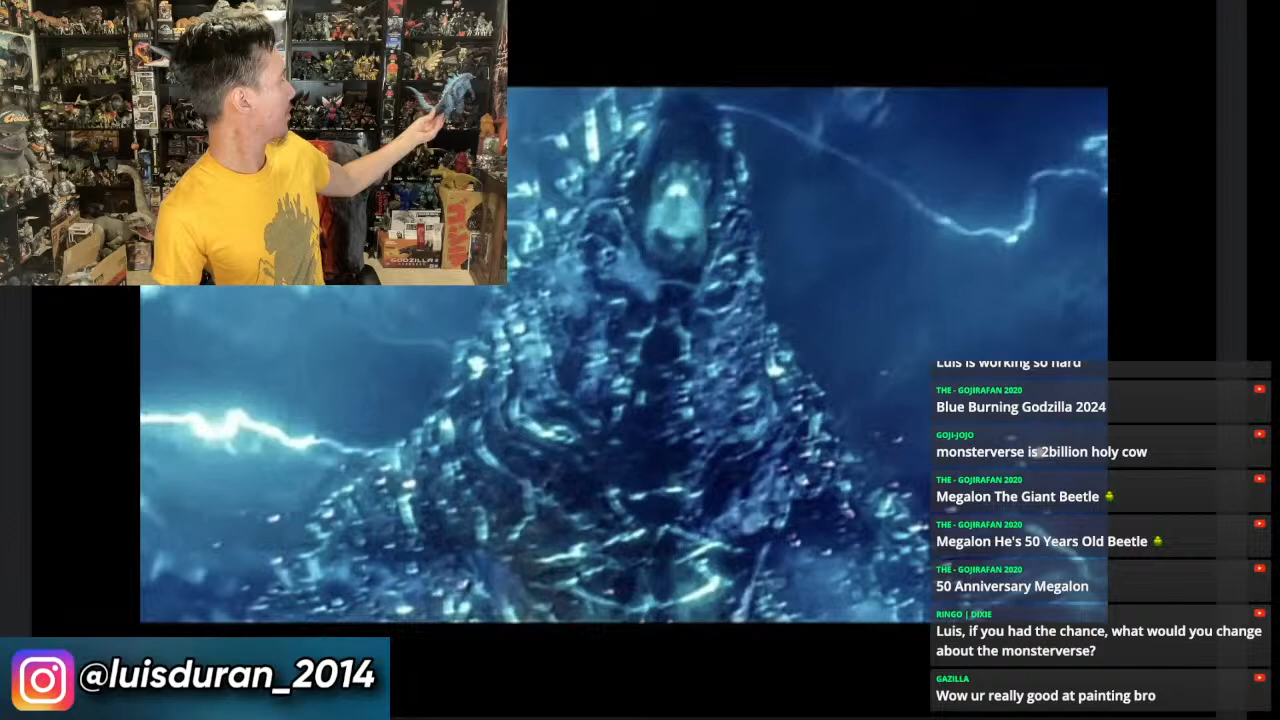 GODZILLA
Luis is working so hard
THE - GOJIRAFAN 2020
Blue Burning Godzilla 2024
GOJI-JOJO
monsterverse is 2billion holy cow
THE - GOJIRAFAN 2020
Megalon The Giant Beetle
THE - GOJIRAFAN 2020
Megalon He's 50 Years Old Beetle
THE - GOJIRAFAN 2020
50 Anniversary Megalon
RINGO | DIXIE
Luis, if you had the chance, what would you change
about the monsterverse?
GAZILLA
Wow ur really good at painting bro
@luisduran_2014